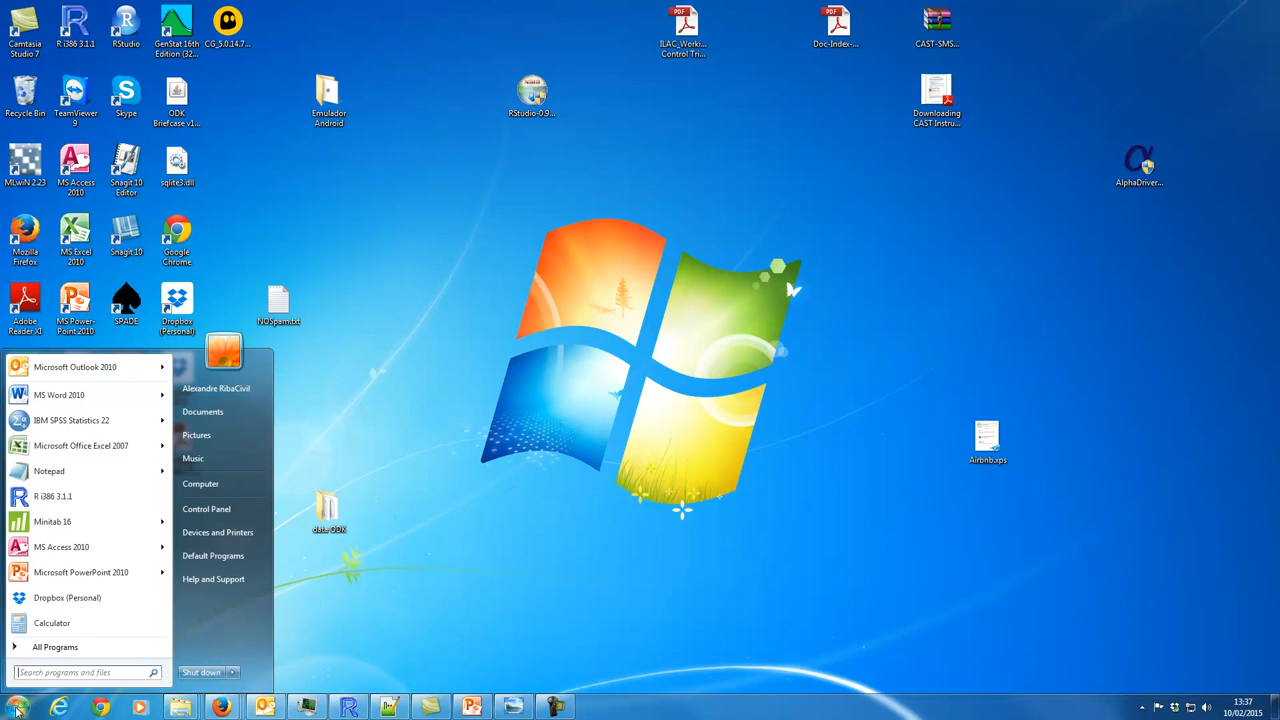 Camtasia
Studio 7
R i386 3.1.1
RStudio
GenStat 16th
Edition (32...
CG_5.0.14.7...
PDF
ILAC_Worki...
Control Tri...
PDF
Doc-Index-...
CAST-SMS...
Recycle Bin
TeamViewer
9
Skype
ODK
Briefcase v1...
Emulador
Android
RStudio-0.9...
Downloading
CAST Instru...
MLwiN 2.23
MS Access
2010
Snagit 10
Editor
sqlite3.dll
AlphaDriver...
Mozilla
Firefox
MS Excel
2010
Snagit 10
Google
Chrome
Adobe
Reader XI
MS Power-
Point 2010
SPADE
Dropbox
(Personal)
NOSpam.txt
Microsoft Outlook 2010
MS Word 2010
IBM SPSS Statistics 22
Microsoft Office Excel 2007
Notepad
R i386 3.1.1
Minitab 16
MS Access 2010
Microsoft PowerPoint 2010
Dropbox (Personal)
Calculator
All Programs
Search programs and files
Alexandre RibaCivil
Documents
Pictures
Music
Computer
Control Panel
Devices and Printers
Default Programs
Help and Support
Shut down
data ODK
Airbnb.xps
13:37
10/02/2015